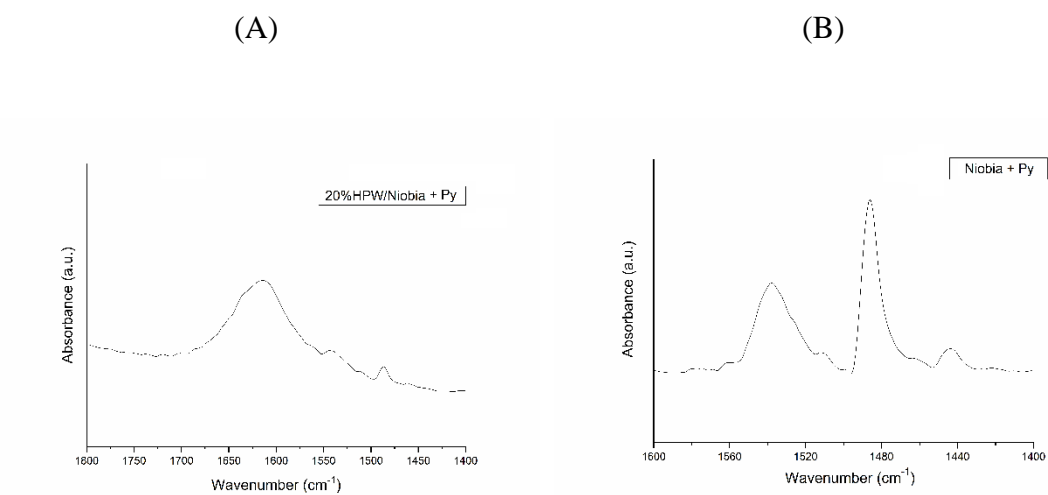 (A)
(B)
20%HPW/Niobia + Py
Absorbance (a.u.)
1800 1750 1700 1650 1600 1550 1500 1450 1400
Wavenumber (cm⁻¹)
Niobia + Py
Absorbance (a.u.)
1600 1560 1520 1480 1440 1400
Wavenumber (cm⁻¹)